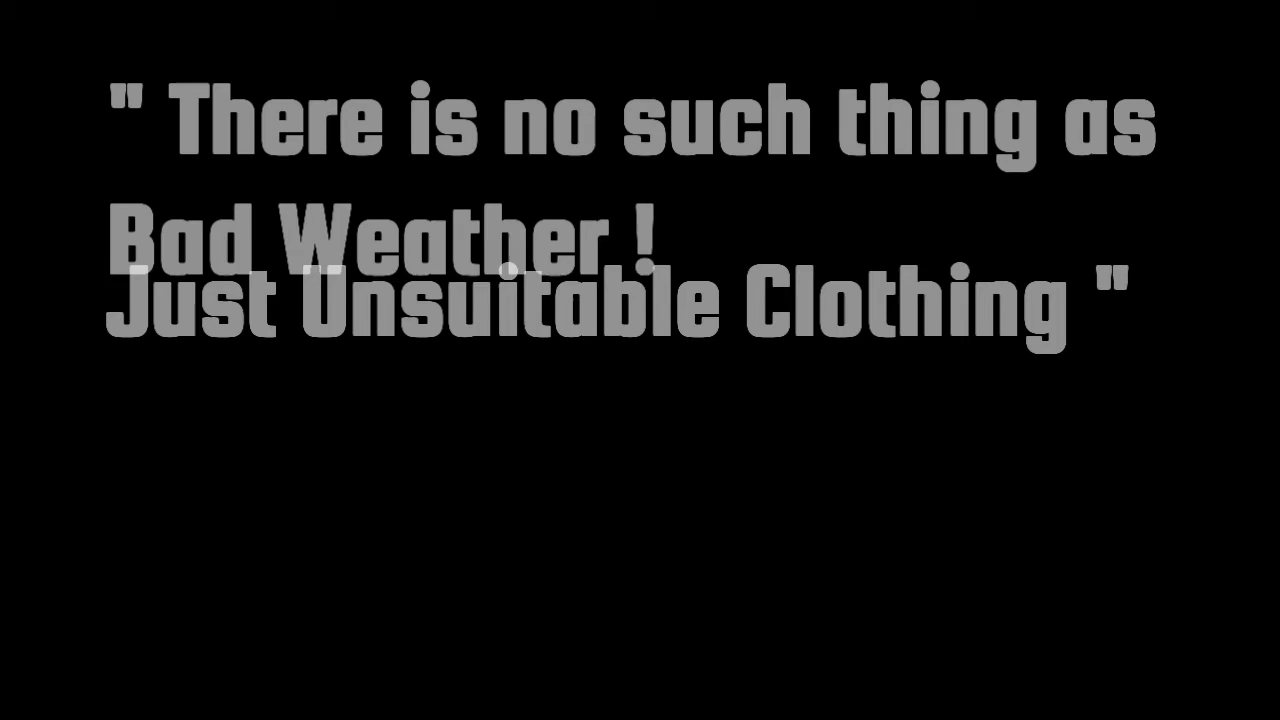 " There is no such thing as
Bad Weather !
Just Unsuitable Clothing "